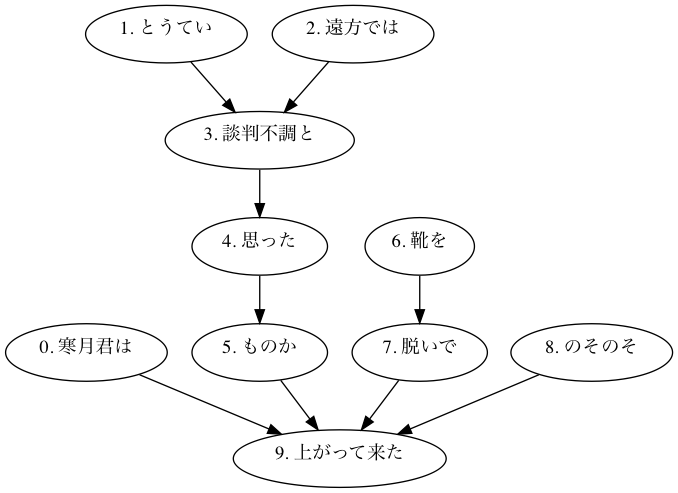 1. とうてい
2. 遠方では
3. 談判不調と
4. 思った
6. 靴を
0. 寒月君は
5. ものか
7. 脱いで
8. のそのそ
9. 上がって来た